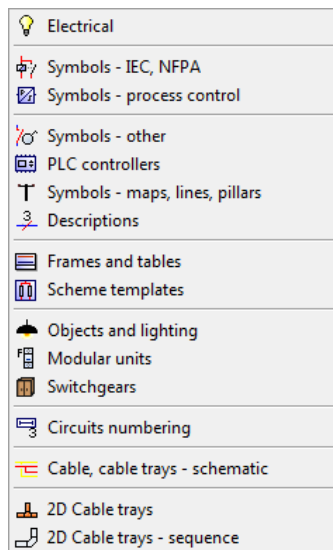 Electrical
Symbols - IEC, NFPA
Symbols - process control
Symbols - other
PLC controllers
Symbols - maps, lines, pillars
Descriptions
Frames and tables
Scheme templates
Objects and lighting
Modular units
Switchgears
Circuits numbering
Cable, cable trays - schematic
2D Cable trays
2D Cable trays - sequence